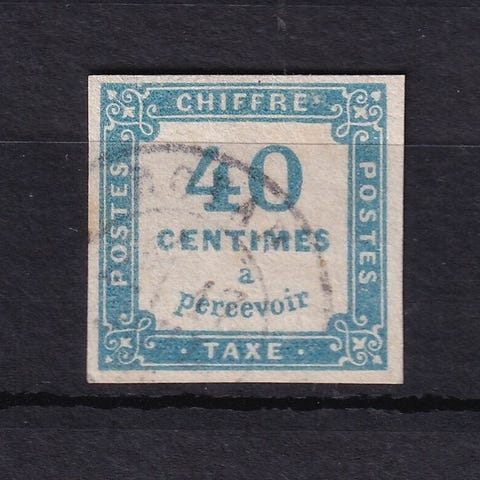 CHIFFRE
POSTES
40
CENTIMES
à
percevoir
POSTES
· TAXE ·